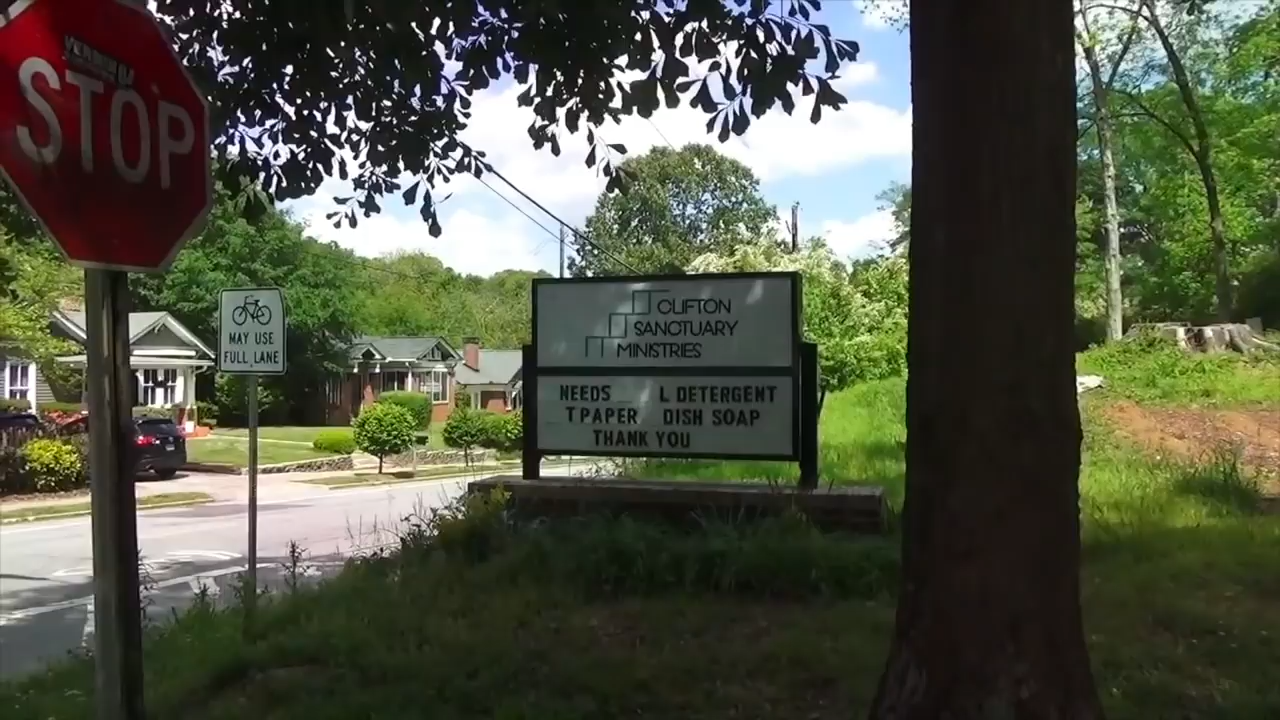 STOP
MAY USE
FULL LANE
CLIFTON
SANCTUARY
MINISTRIES
NEEDS L DETERGENT
T PAPER DISH SOAP
THANK YOU